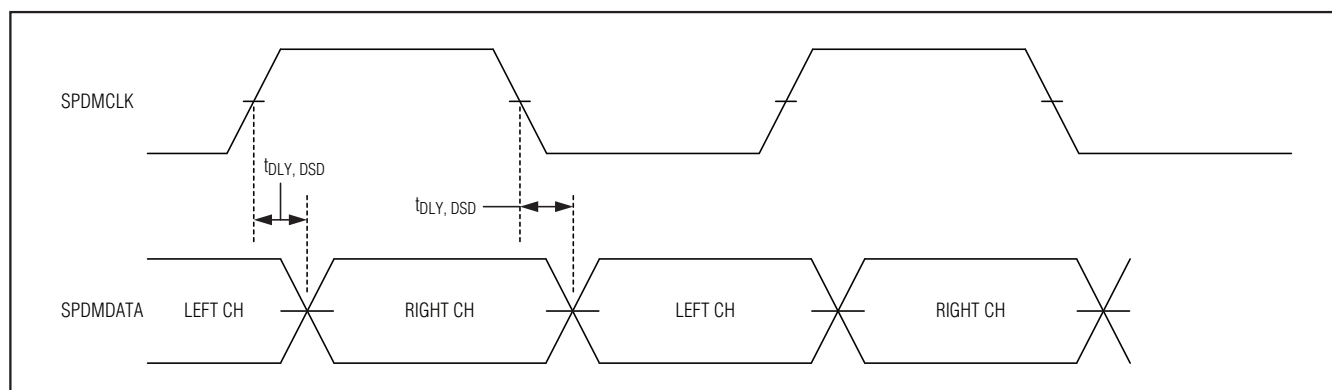 SPDMCLK
tDLY, DSD
tDLY, DSD
SPDMDATA LEFT CH RIGHT CH LEFT CH RIGHT CH